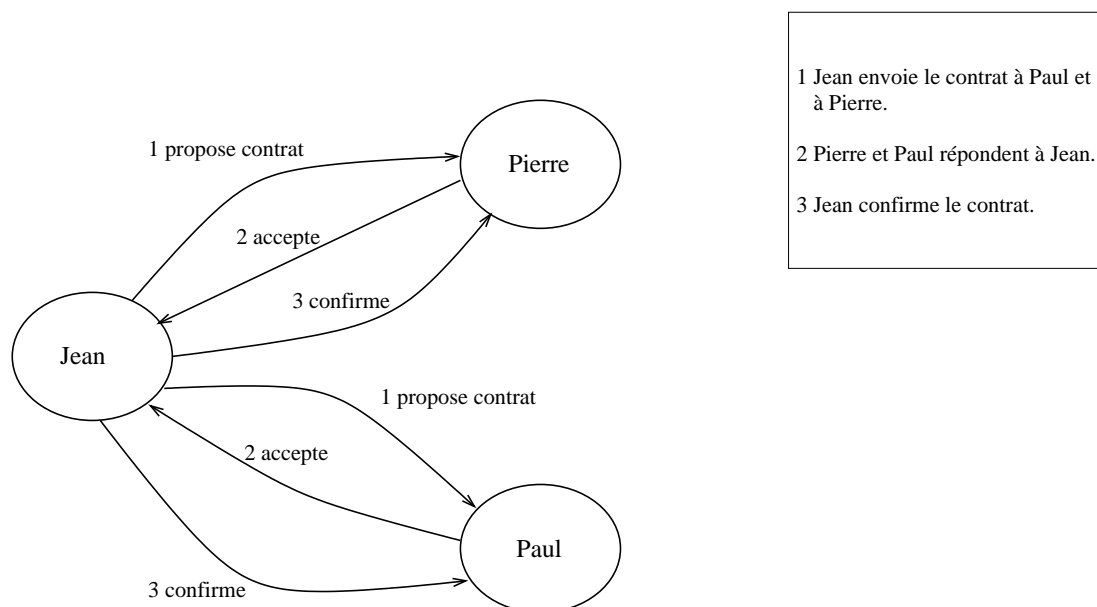 1 propose contrat
Pierre
2 accepte
3 confirme
Jean
1 propose contrat
2 accepte
Paul
3 confirme
1 Jean envoie le contrat à Paul et
à Pierre.
2 Pierre et Paul répondent à Jean.
3 Jean confirme le contrat.